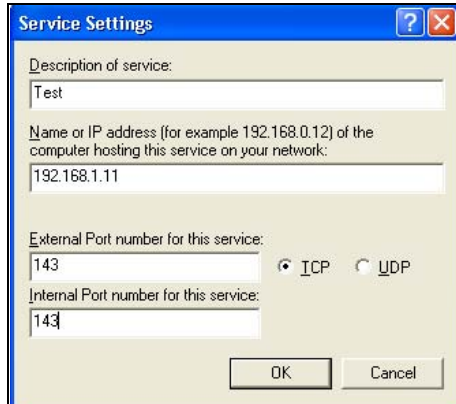 Service Settings
Description of service:
Test
Name or IP address (for example 192.168.0.12) of the
computer hosting this service on your network:
192.168.1.11
External Port number for this service:
143 TCP UDP
Internal Port number for this service:
143
OK Cancel